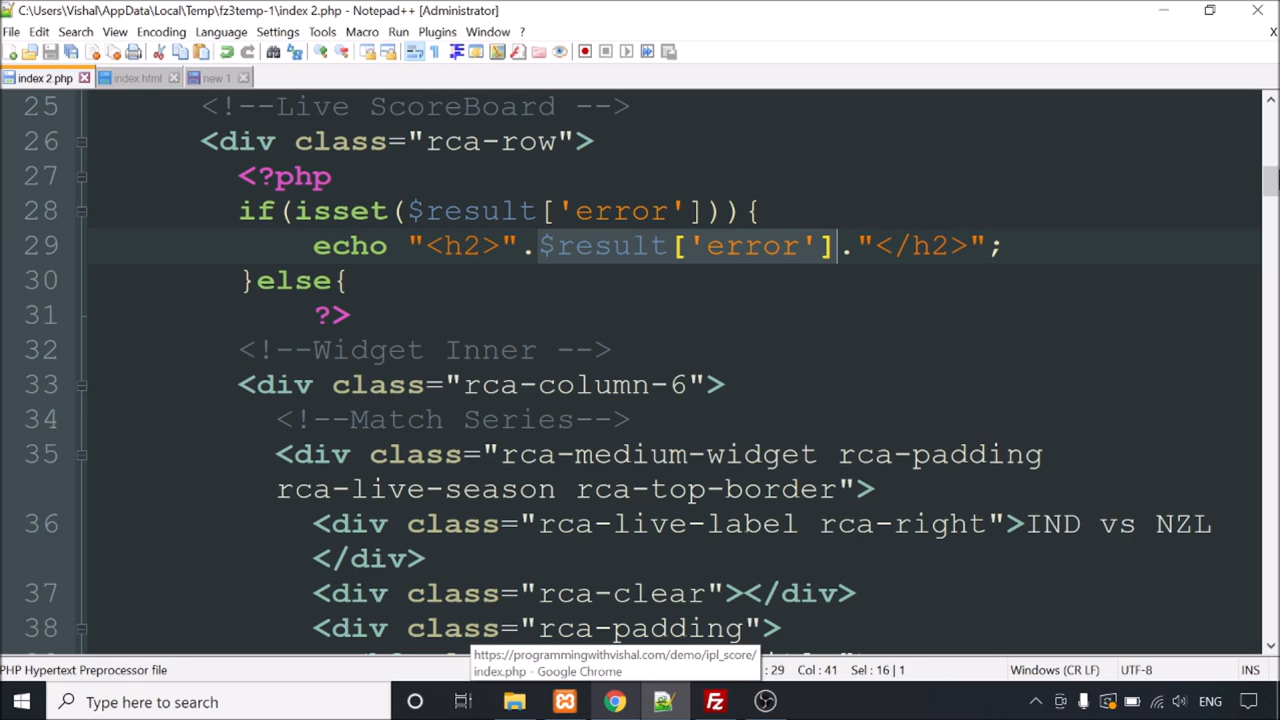 C:\Users\Vishal\AppData\Local\Temp\fz3temp-1\index 2.php - Notepad++ [Administrator]
File Edit Search View Encoding Language Settings Tools Macro Run Plugins Window ? X
index 2.php index.html new 1
25 <!--Live ScoreBoard -->
26 <div class="rca-row">
27 <?php
28 if(isset($result['error'])){
29 echo "<h2>".$result['error']."</h2>";
30 }else{
31 ?>
32 <!--Widget Inner -->
33 <div class="rca-column-6">
34 <!--Match Series-->
35 <div class="rca-medium-widget rca-padding
rca-live-season rca-top-border">
36 <div class="rca-live-label rca-right">IND vs NZL
</div>
37 <div class="rca-clear"></div>
38 <div class="rca-padding">
https://programmingwithvishal.com/demo/ipl_score/
index.php - Google Chrome
PHP Hypertext Preprocessor file : 29 Col : 41 Sel : 16 | 1 Windows (CR LF) UTF-8 INS
Type here to search
ENG